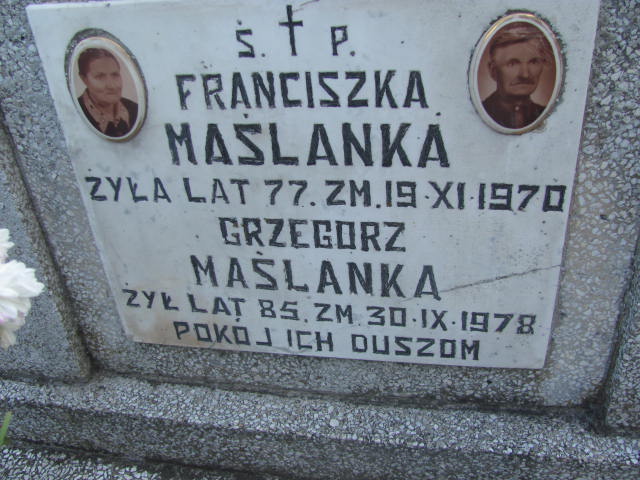 Ś. † P.
FRANCISZKA
MAŚLANKA
ŻYŁA LAT 77. ZM. 19·XI·1970
GRZEGORZ
MAŚLANKA
ŻYŁ LAT 85. ZM. 30·IX·1978
POKÓJ ICH DUSZOM